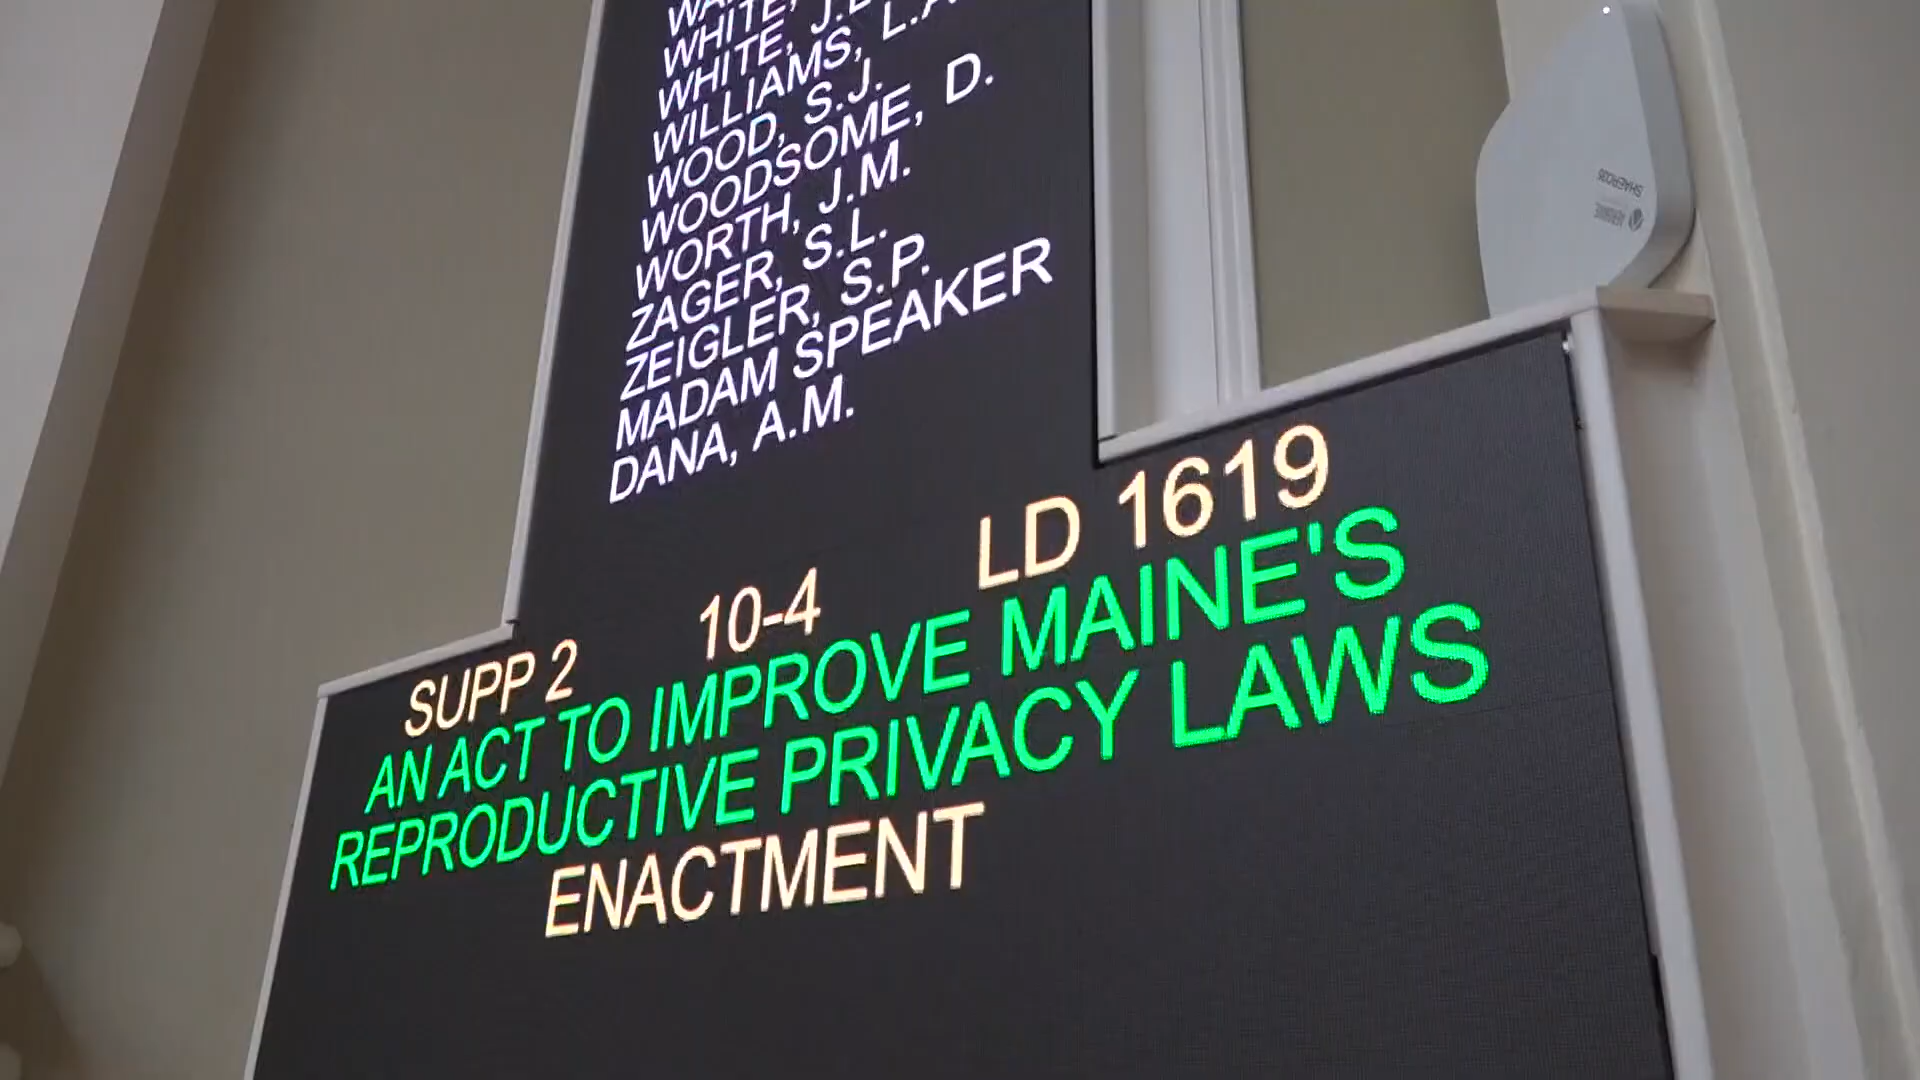 WHITE,
WHITE, J.
WILLIAMS, L.A
WOOD, S.J.
WOODSOME, D.
WORTH, J.M.
ZAGER, S.L.
ZEIGLER, S.P.
MADAM SPEAKER
DANA, A.M.
SUPP 2 10-4 LD 1619
AN ACT TO IMPROVE MAINE'S
REPRODUCTIVE PRIVACY LAWS
ENACTMENT